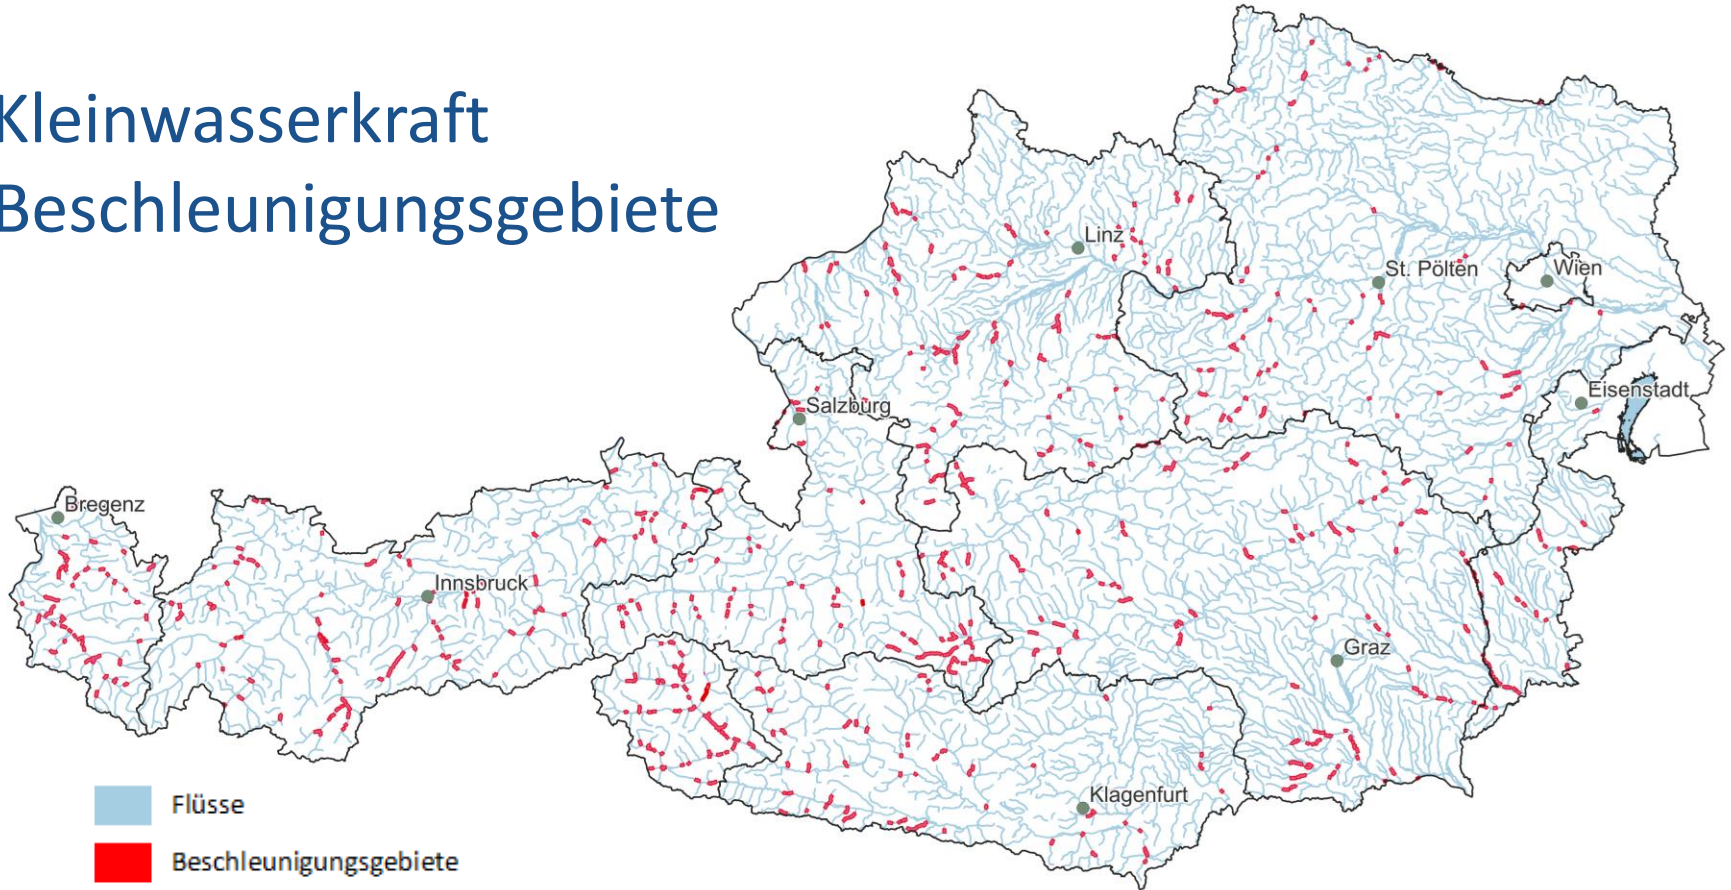 Kleinwasserkraft
Beschleunigungsgebiete
Linz
St. Pölten
Wien
Eisenstadt
Salzburg
Bregenz
Innsbruck
Graz
Klagenfurt
Flüsse
Beschleunigungsgebiete